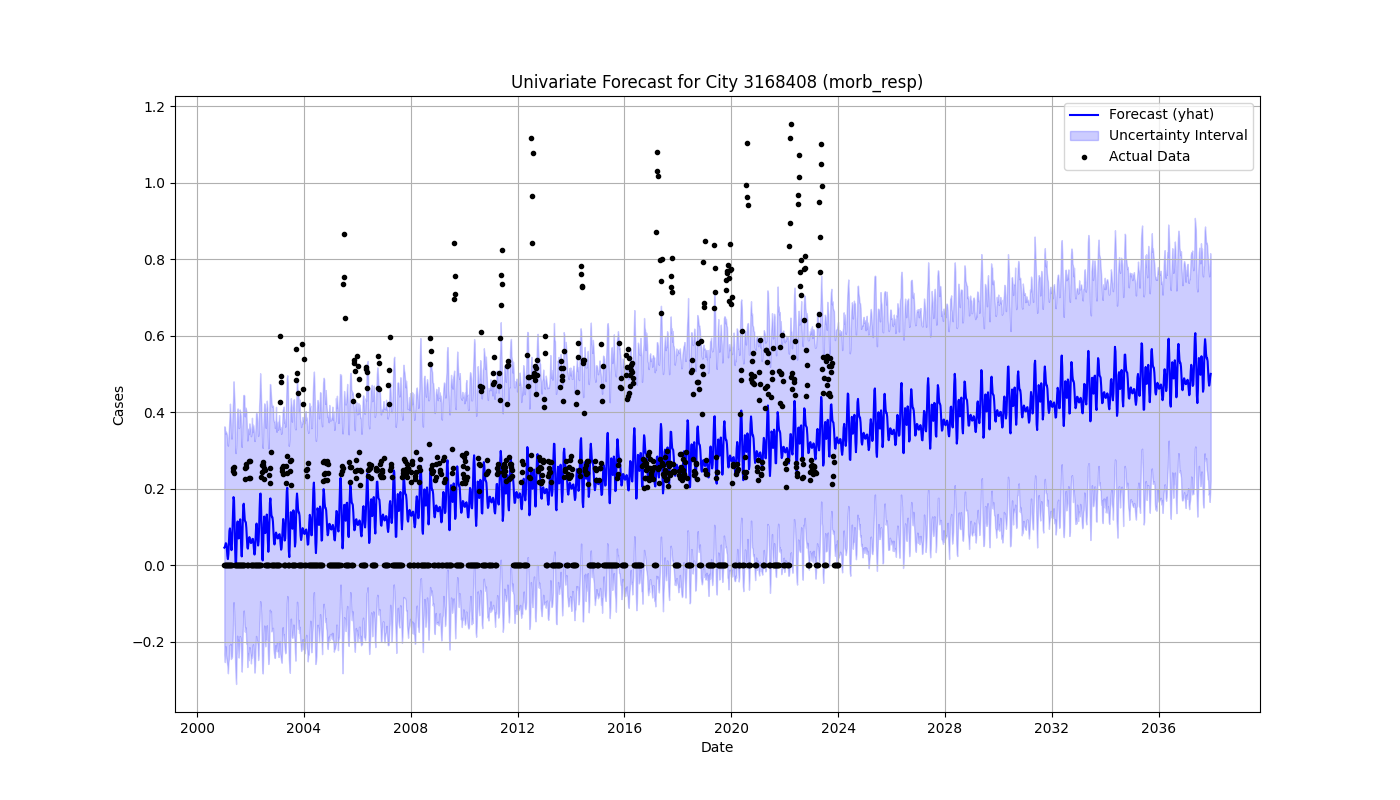 Univariate Forecast for City 3168408 (morb_resp)
Forecast (yhat)
Uncertainty Interval
Actual Data
Cases
1.2
1.0
0.8
0.6
0.4
0.2
0.0
−0.2
2000 2004 2008 2012 2016 2020 2024 2028 2032 2036
Date